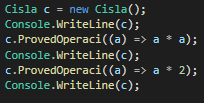 Cisla c = new Cisla();
Console.WriteLine(c);
c.ProvedOperaci((a) => a * a);
Console.WriteLine(c);
c.ProvedOperaci((a) => a * 2);
Console.WriteLine(c);